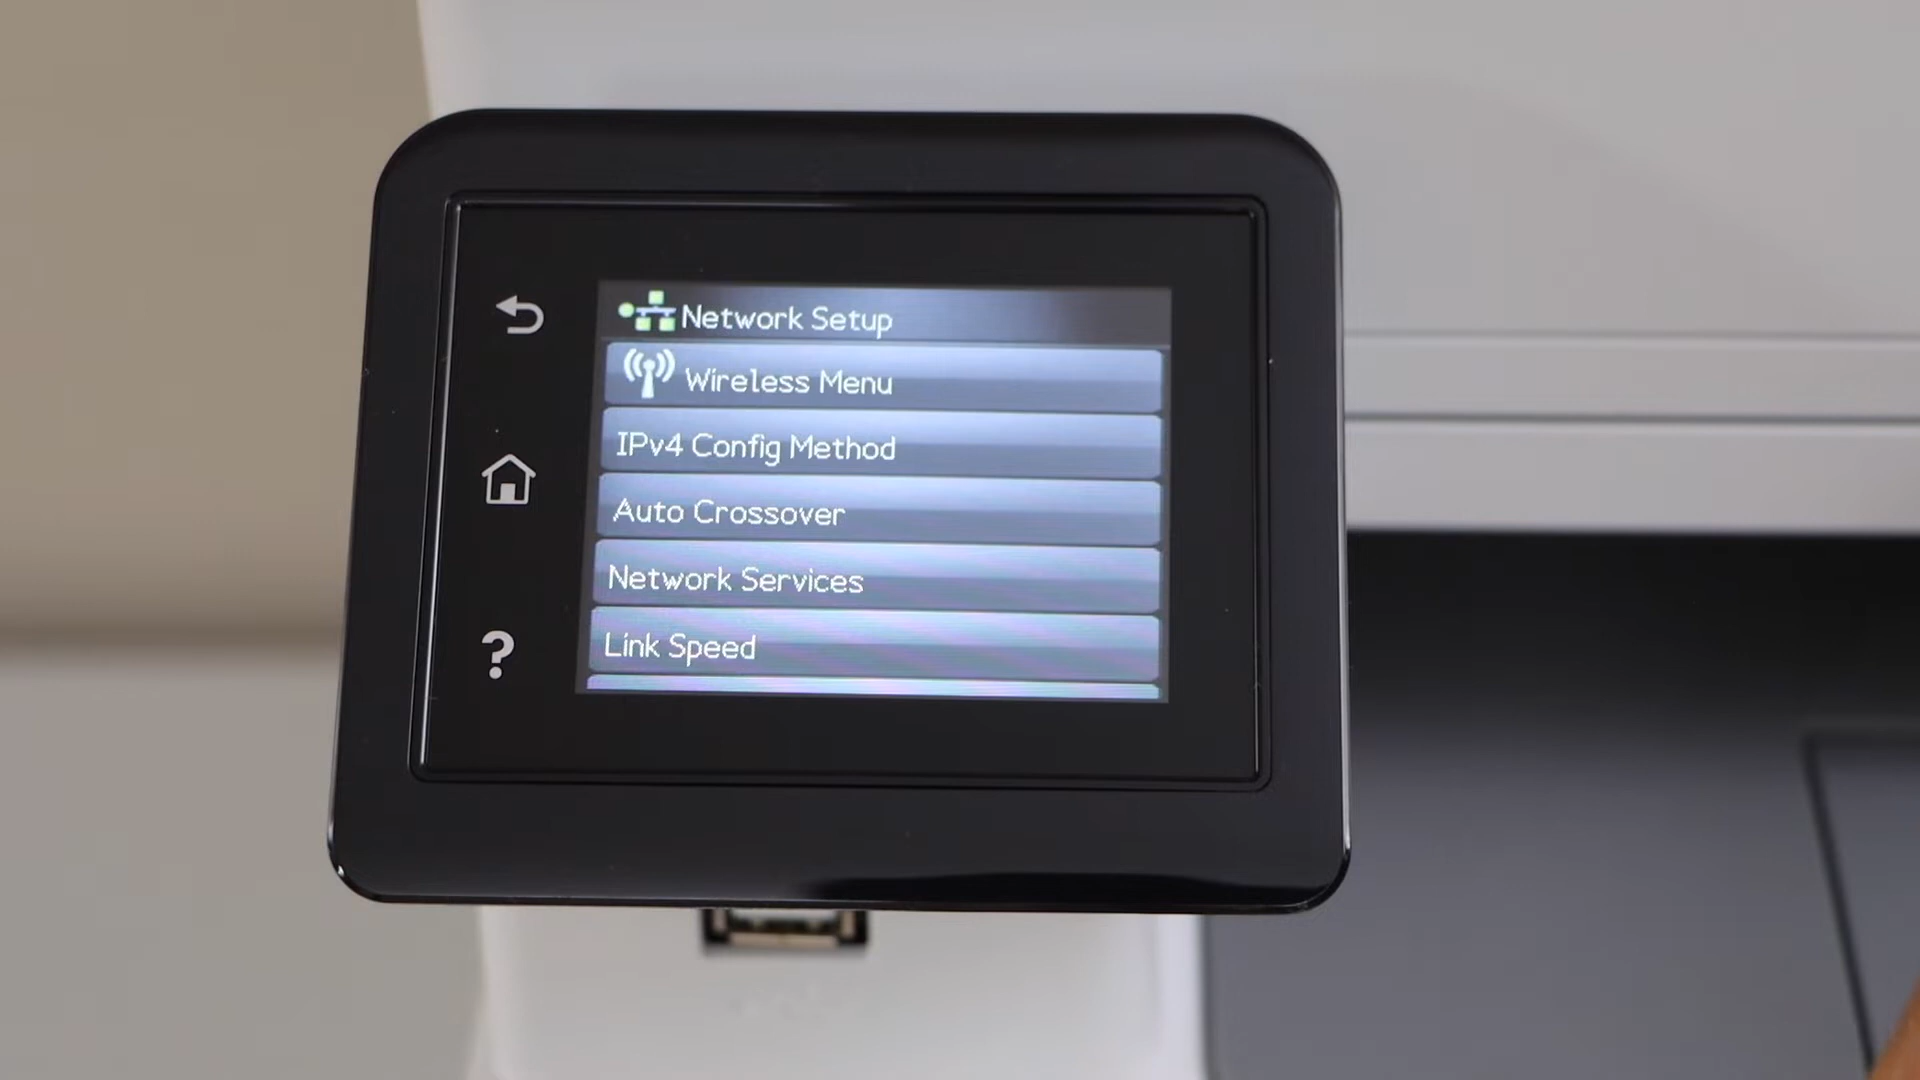 Network Setup
Wireless Menu
IPv4 Config Method
Auto Crossover
Network Services
Link Speed
?